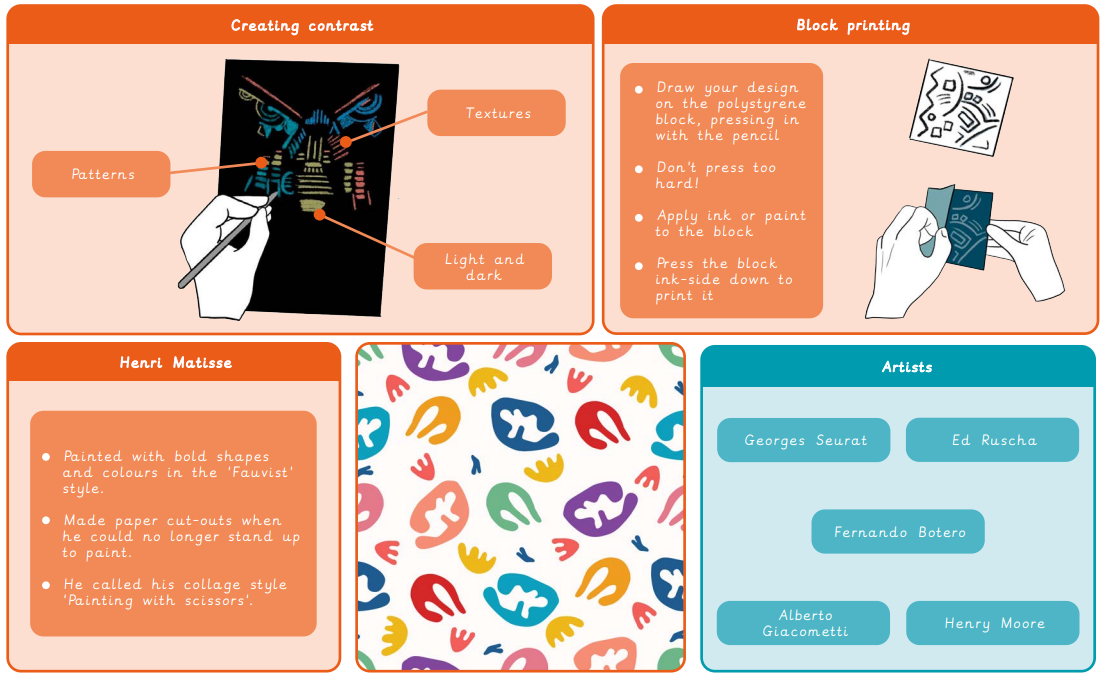 Creating contrast
Patterns
Textures
Light and
dark
Block printing
Draw your design
on the polystyrene
block, pressing in
with the pencil
Don't press too
hard!
Apply ink or paint
to the block
Press the block
ink-side down to
print it
Henri Matisse
Painted with bold shapes
and colours in the 'Fauvist'
style.
Made paper cut-outs when
he could no longer stand up
to paint.
He called his collage style
'Painting with scissors'.
Artists
Georges Seurat
Ed Ruscha
Fernando Botero
Alberto
Giacometti
Henry Moore